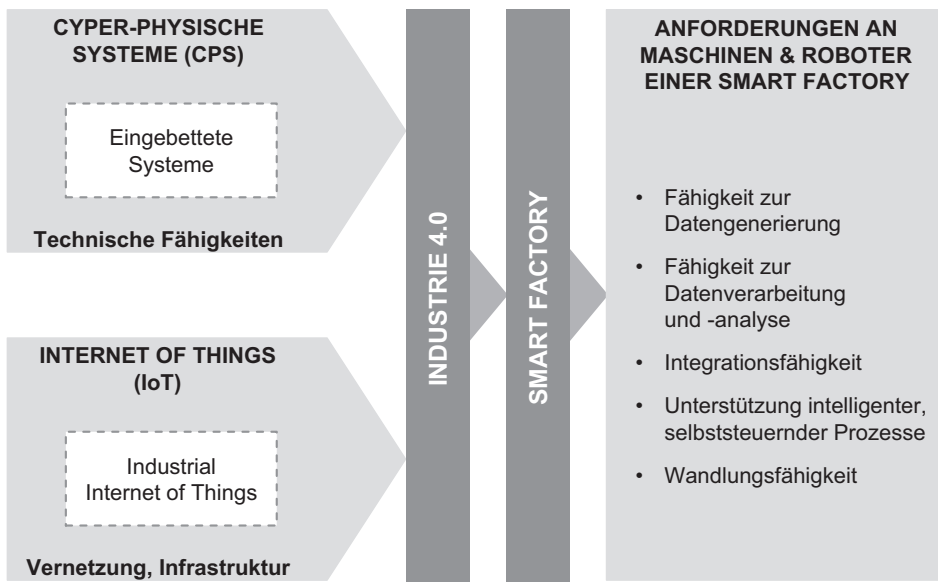 CYPER-PHYSISCHE
SYSTEME (CPS)
Eingebettete
Systeme
Technische Fähigkeiten
INTERNET OF THINGS
(IoT)
Industrial
Internet of Things
Vernetzung, Infrastruktur
INDUSTRIE 4.0
SMART FACTORY
ANFORDERUNGEN AN
MASCHINEN & ROBOTER
EINER SMART FACTORY
• Fähigkeit zur
Datengenerierung
• Fähigkeit zur
Datenverarbeitung
und -analyse
• Integrationsfähigkeit
• Unterstützung intelligenter,
selbststeuernder Prozesse
• Wandlungsfähigkeit